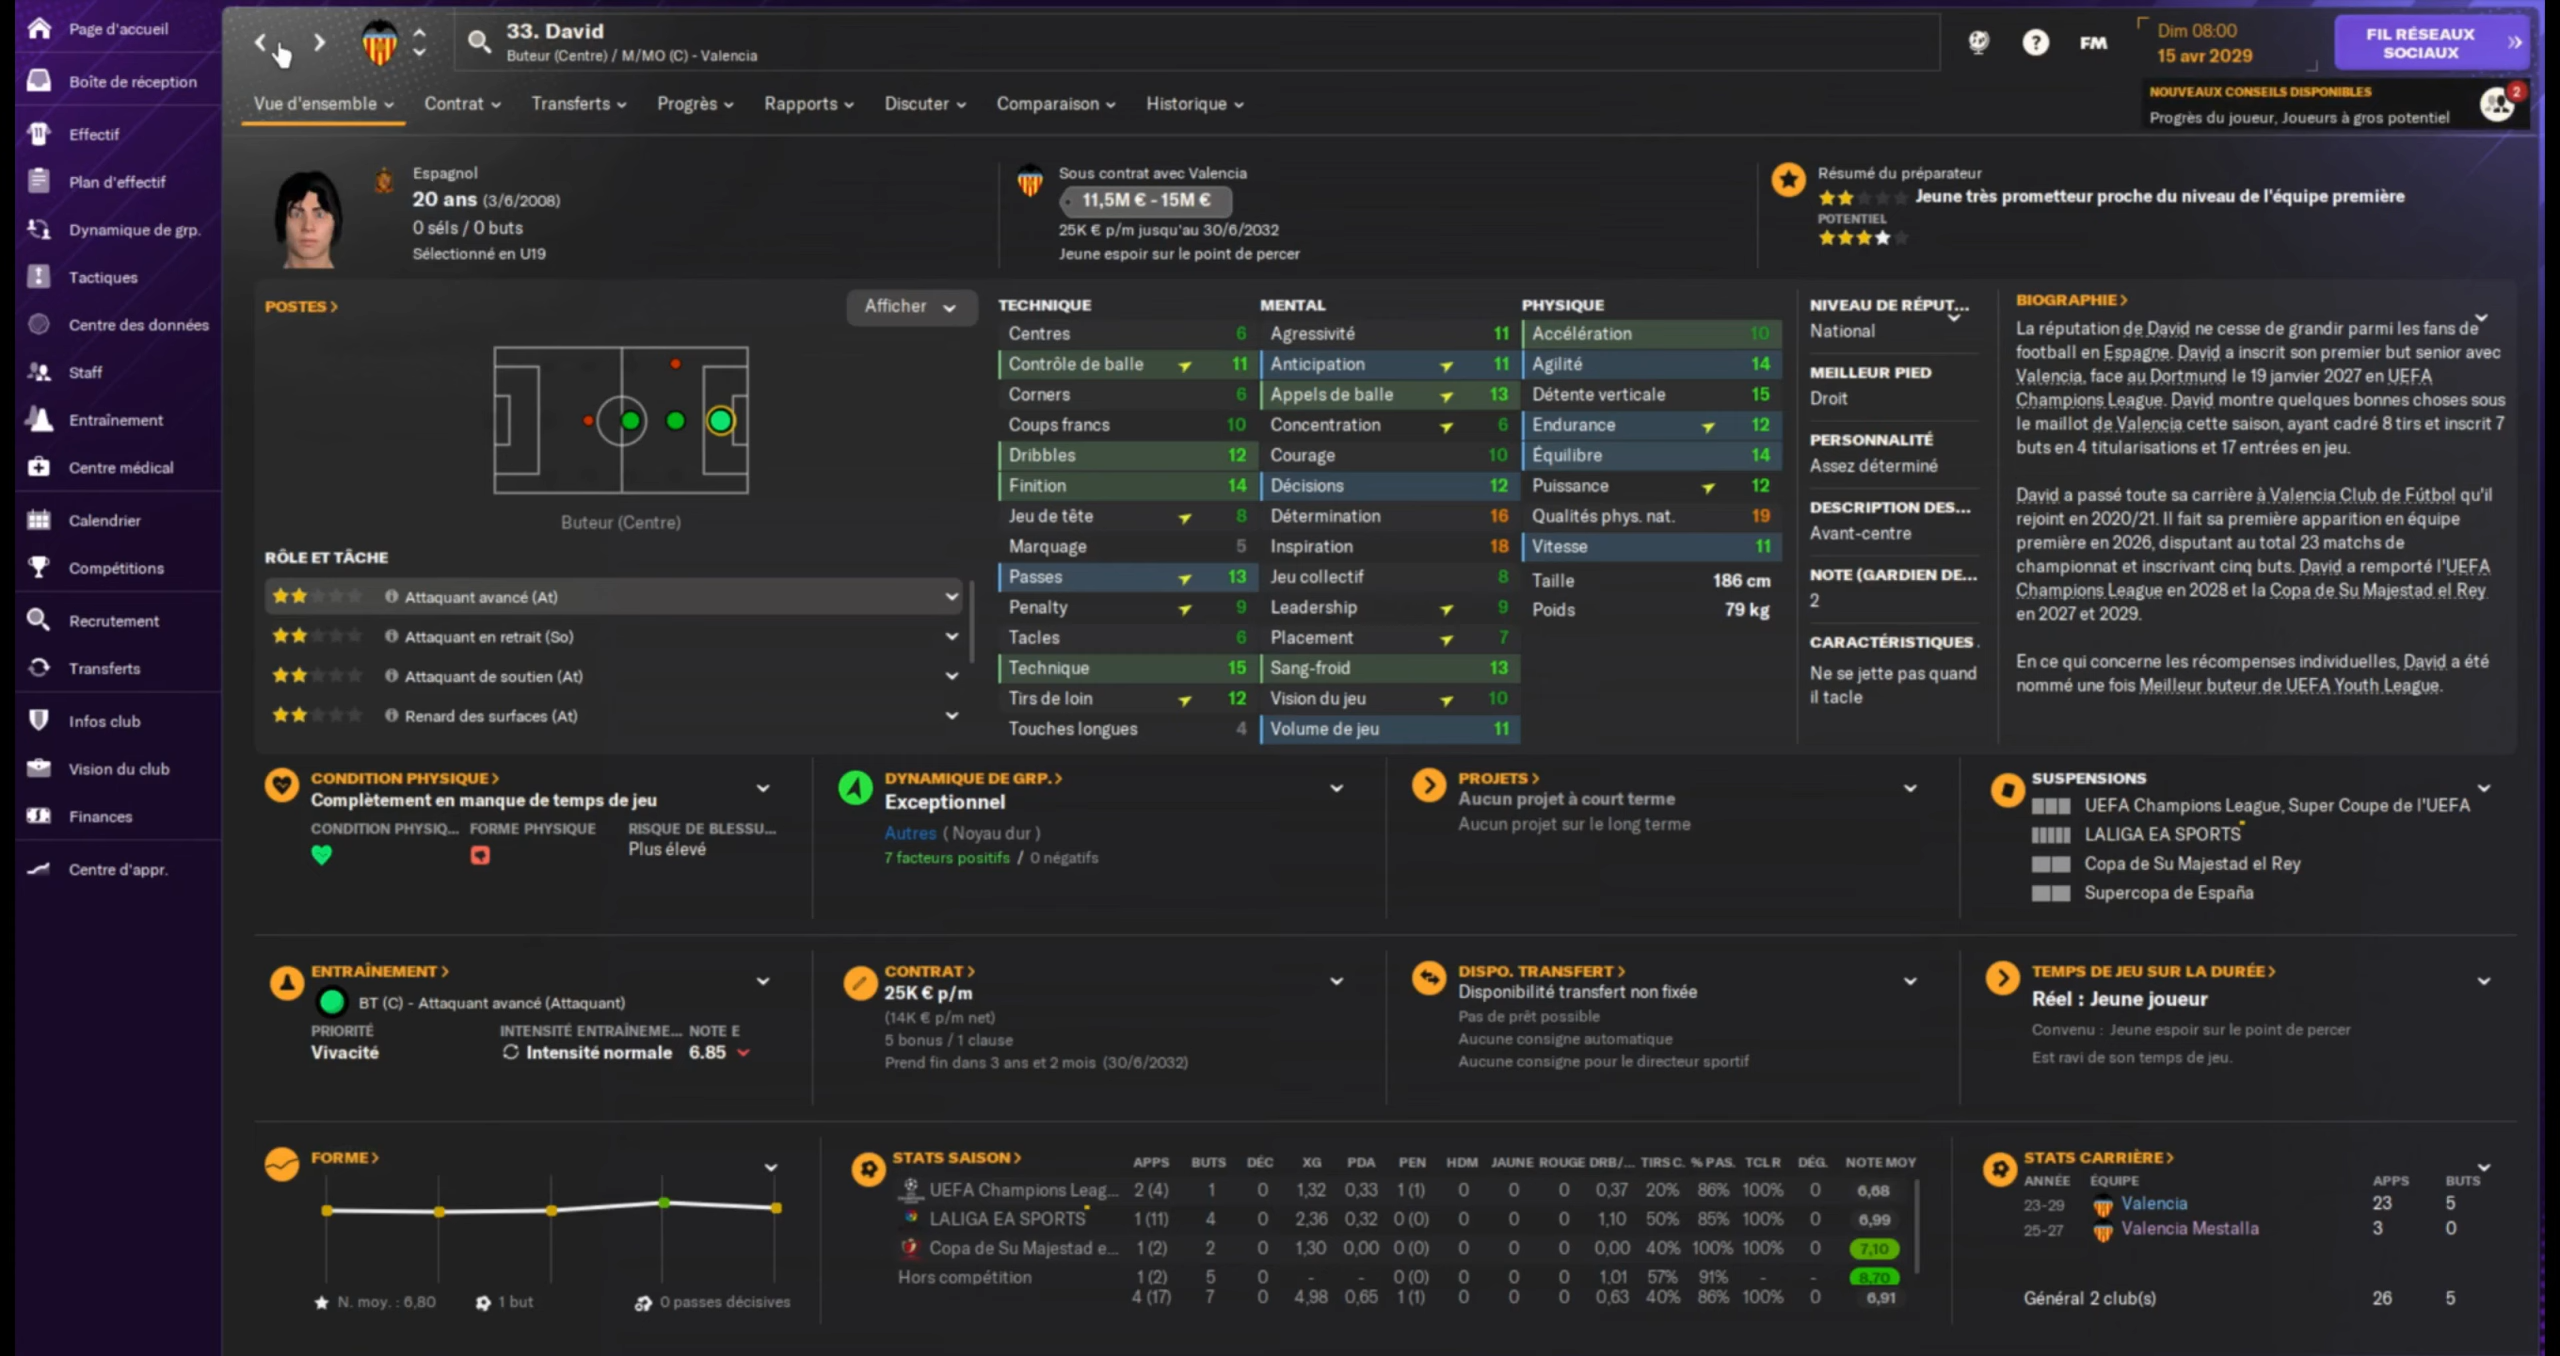 Page d'accueil
Boîte de réception
Effectif
Plan d'effectif
Dynamique de grp.
Tactiques
Centre des données
Staff
Entraînement
Centre médical
Calendrier
Compétitions
Recrutement
Transferts
Infos club
Vision du club
Finances
Centre d'appr.
33. David
Buteur (Centre) / M/MO (C) - Valencia
?
FM
Dim 08:00
15 avr 2029
FIL RÉSEAUX
SOCIAUX
Vue d'ensemble
Contrat
Transferts
Progrès
Rapports
Discuter
Comparaison
Historique
NOUVEAUX CONSEILS DISPONIBLES
Progrès du joueur, Joueurs à gros potentiel
2
Espagnol
20 ans (3/6/2008)
0 séls / 0 buts
Sélectionné en U19
Sous contrat avec Valencia
11,5M € - 15M €
25K € p/m jusqu'au 30/6/2032
Jeune espoir sur le point de percer
Résumé du préparateur
Jeune très prometteur proche du niveau de l'équipe première
POTENTIEL
POSTES >
Afficher
Buteur (Centre)
RÔLE ET TÂCHE
Attaquant avancé (At)
Attaquant en retrait (So)
Attaquant de soutien (At)
Renard des surfaces (At)
TECHNIQUE
Centres 6
Contrôle de balle 11
Corners 6
Coups francs 10
Dribbles 12
Finition 14
Jeu de tête 8
Marquage 5
Passes 13
Penalty 9
Tacles 6
Technique 15
Tirs de loin 12
Touches longues 4
MENTAL
Agressivité 11
Anticipation 11
Appels de balle 13
Concentration 6
Courage 10
Décisions 12
Détermination 16
Inspiration 18
Jeu collectif 8
Leadership 9
Placement 7
Sang-froid 13
Vision du jeu 10
Volume de jeu 11
PHYSIQUE
Accélération 10
Agilité 14
Détente verticale 15
Endurance 12
Équilibre 14
Puissance 12
Qualités phys. nat. 19
Vitesse 11
Taille 186 cm
Poids 79 kg
NIVEAU DE RÉPUT...
National
MEILLEUR PIED
Droit
PERSONNALITÉ
Assez déterminé
DESCRIPTION DES...
Avant-centre
NOTE (GARDIEN DE...
2
CARACTÉRISTIQUES .
Ne se jette pas quand
il tacle
BIOGRAPHIE >
La réputation de David ne cesse de grandir parmi les fans de
football en Espagne. David a inscrit son premier but senior avec
Valencia, face au Dortmund le 19 janvier 2027 en UEFA
Champions League. David montre quelques bonnes choses sous
le maillot de Valencia cette saison, ayant cadré 8 tirs et inscrit 7
buts en 4 titularisations et 17 entrées en jeu.
David a passé toute sa carrière à Valencia Club de Fútbol qu'il
rejoint en 2020/21. Il fait sa première apparition en équipe
première en 2026, disputant au total 23 matchs de
championnat et inscrivant cinq buts. David a remporté l'UEFA
Champions League en 2028 et la Copa de Su Majestad el Rey
en 2027 et 2029.
En ce qui concerne les récompenses individuelles, David a été
nommé une fois Meilleur buteur de UEFA Youth League.
CONDITION PHYSIQUE >
Complètement en manque de temps de jeu
CONDITION PHYSIQ... FORME PHYSIQUE RISQUE DE BLESSU...
Plus élevé
DYNAMIQUE DE GRP. >
Exceptionnel
Autres ( Noyau dur )
7 facteurs positifs / 0 négatifs
PROJETS >
Aucun projet à court terme
Aucun projet sur le long terme
SUSPENSIONS
UEFA Champions League, Super Coupe de l'UEFA
LALIGA EA SPORTS
Copa de Su Majestad el Rey
Supercopa de España
ENTRAÎNEMENT >
BT (C) - Attaquant avancé (Attaquant)
PRIORITÉ INTENSITÉ ENTRAÎNEME... NOTE E
Vivacité Intensité normale 6.85
CONTRAT >
25K € p/m
(14K € p/m net)
5 bonus / 1 clause
Prend fin dans 3 ans et 2 mois (30/6/2032)
DISPO. TRANSFERT >
Disponibilité transfert non fixée
Pas de prêt possible
Aucune consigne automatique
Aucune consigne pour le directeur sportif
TEMPS DE JEU SUR LA DURÉE >
Réel : Jeune joueur
Convenu : Jeune espoir sur le point de percer
Est ravi de son temps de jeu.
FORME >
N. moy. : 6,80 1 but 0 passes décisives
STATS SAISON >
APPS BUTS DÉC XG PDA PEN HDM JAUNE ROUGE DRB/... TIRS C. % PAS. TCL R DÉG. NOTE MOY
UEFA Champions Leag... 2 (4) 1 0 1,32 0,33 1 (1) 0 0 0 0,37 20% 86% 100% 0 6,68
LALIGA EA SPORTS 1 (11) 4 0 2,36 0,32 0 (0) 0 0 0 1,10 50% 85% 100% 0 6,99
Copa de Su Majestad e... 1 (2) 2 0 1,30 0,00 0 (0) 0 0 0 0,00 40% 100% 100% 0 7,10
Hors compétition 1 (2) 5 0 - - 0 (0) 0 0 0 1,01 57% 91% - - 8,70
4 (17) 7 0 4,98 0,65 1 (1) 0 0 0 0,63 40% 86% 100% 0 6,91
STATS CARRIÈRE >
ANNÉE ÉQUIPE APPS BUTS
23-29 Valencia 23 5
25-27 Valencia Mestalla 3 0
Général 2 club(s) 26 5